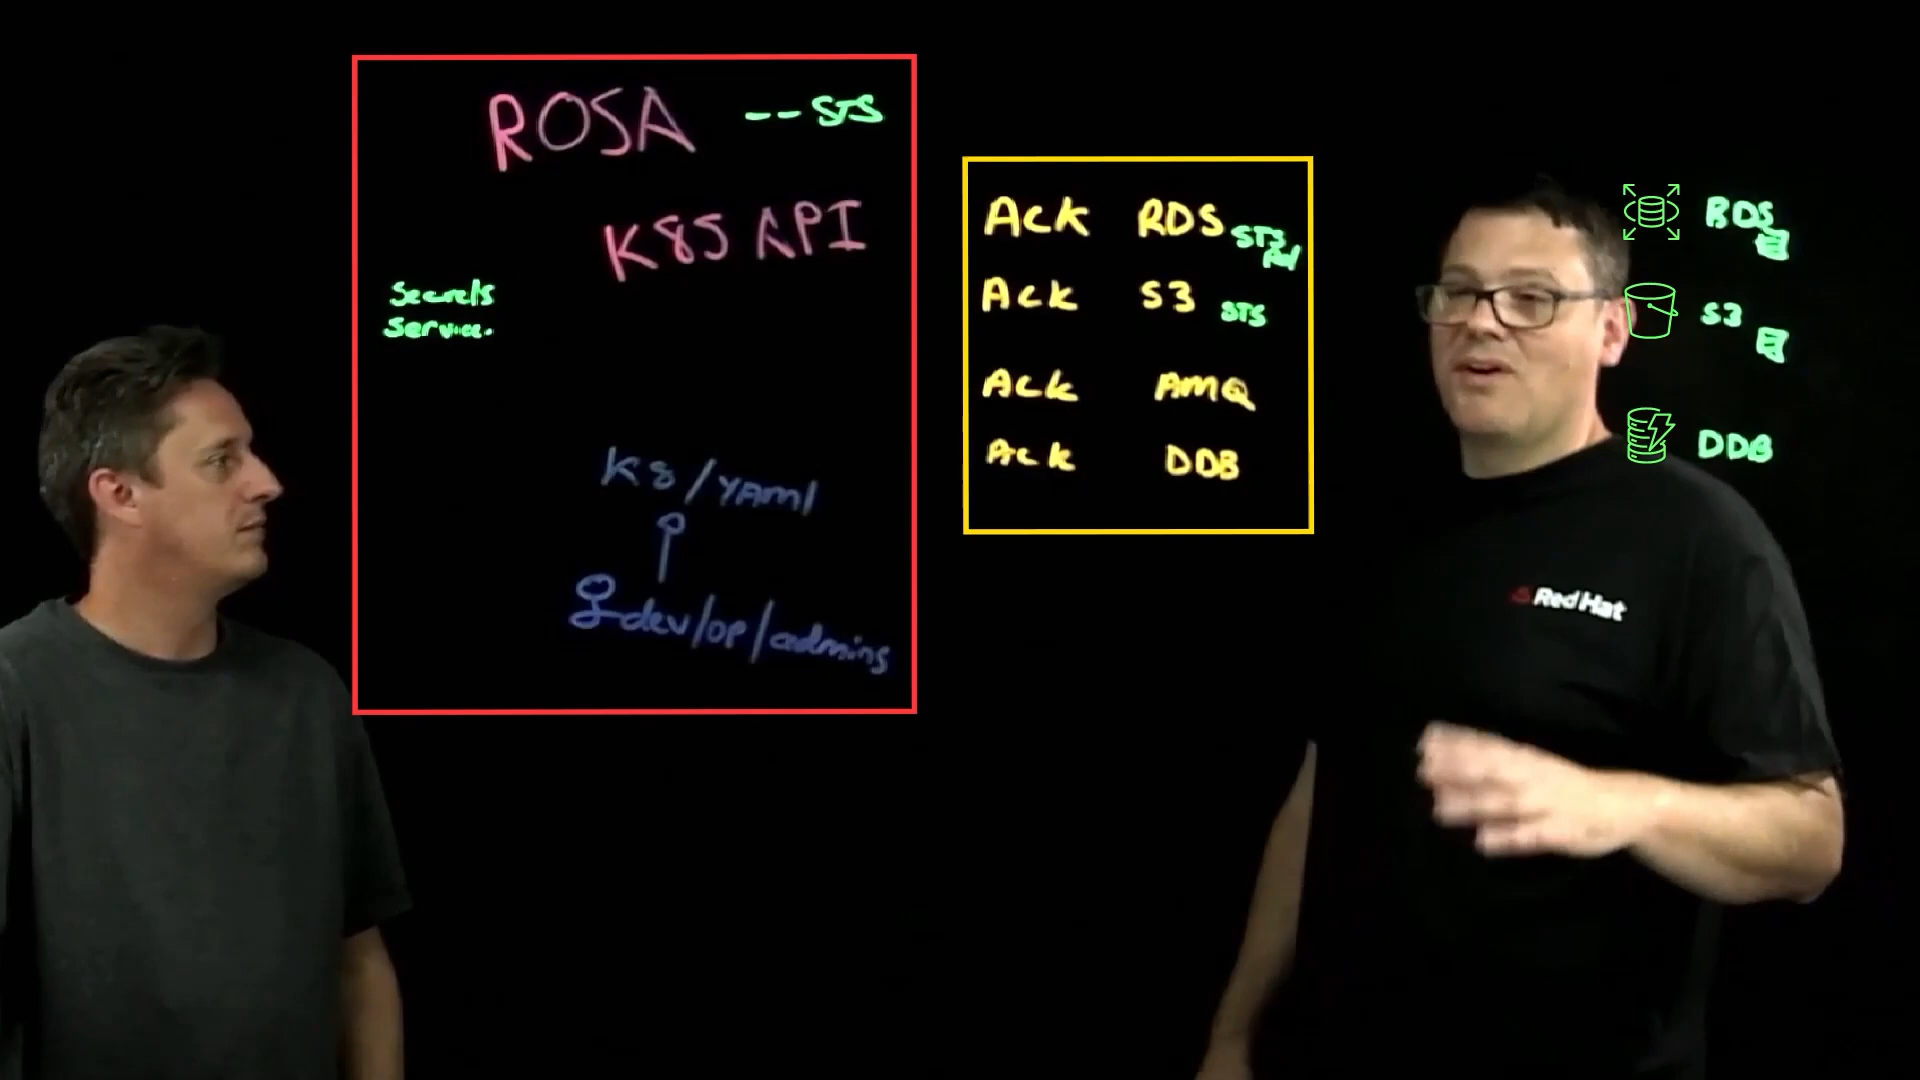 ROSA -- STS
K8S API
Secrets
Service.
K8/YAML
dev/op/admins
Ack RDS STS
Ack S3 STS
Ack AMQ
Ack DDB
RDS
S3
DDB
Red Hat